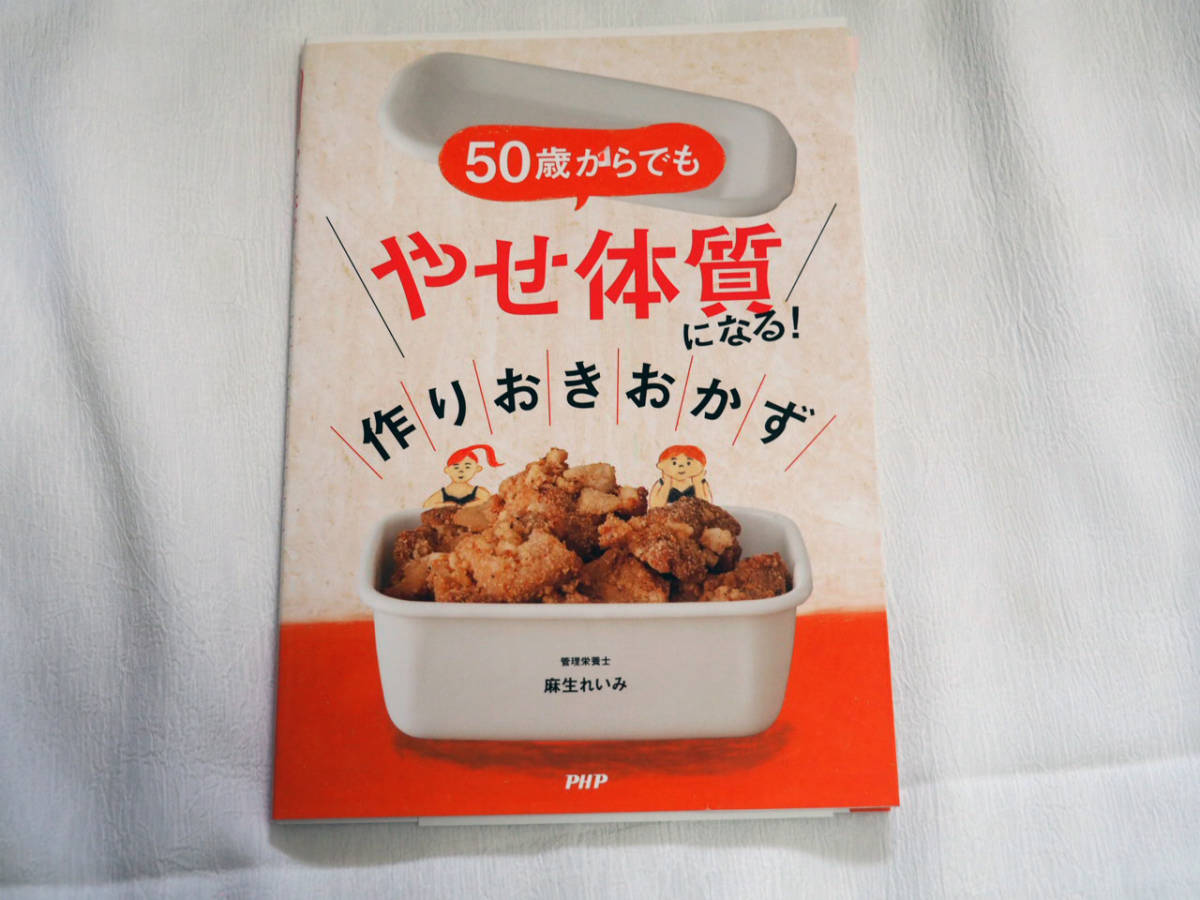 50歳からでも
やせ体質
になる!
作りおきおかず
管理栄養士
麻生れいみ
PHP